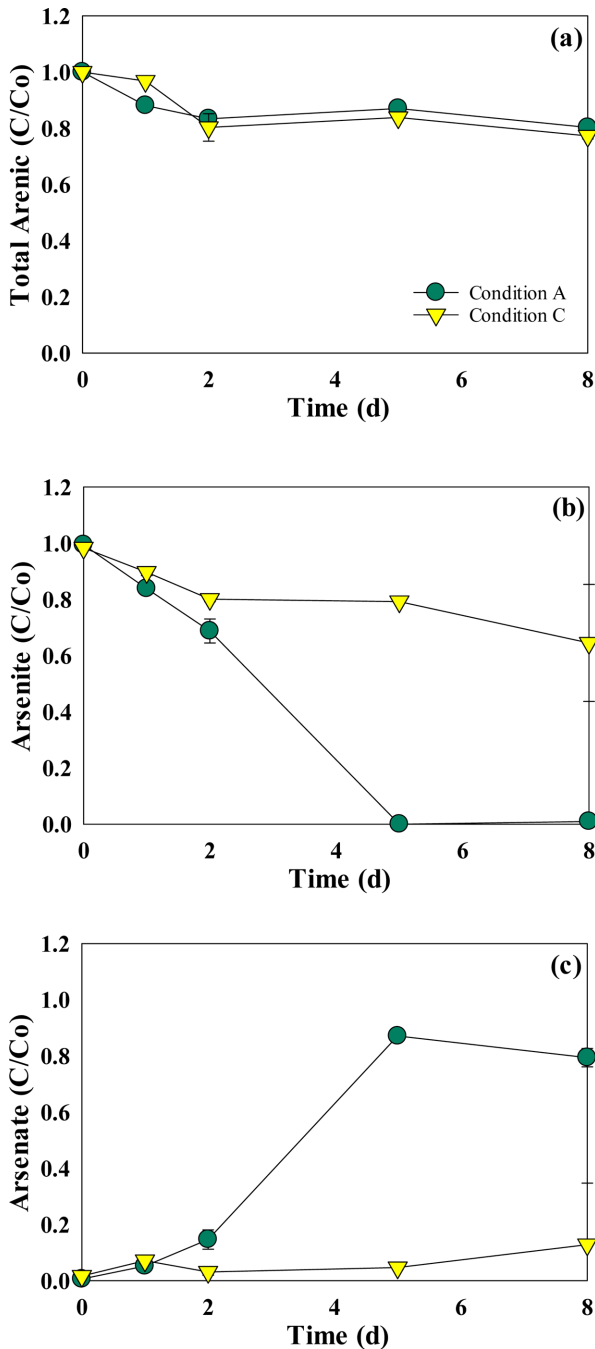 (a)
Total Arenic (C/Co)
1.2
1.0
0.8
0.6
0.4
0.2
0.0
Condition A
Condition C
0 2 4 6 8
Time (d)
(b)
Arsenite (C/Co)
1.2
1.0
0.8
0.6
0.4
0.2
0.0
0 2 4 6 8
Time (d)
(c)
Arsenate (C/Co)
1.2
1.0
0.8
0.6
0.4
0.2
0.0
0 2 4 6 8
Time (d)